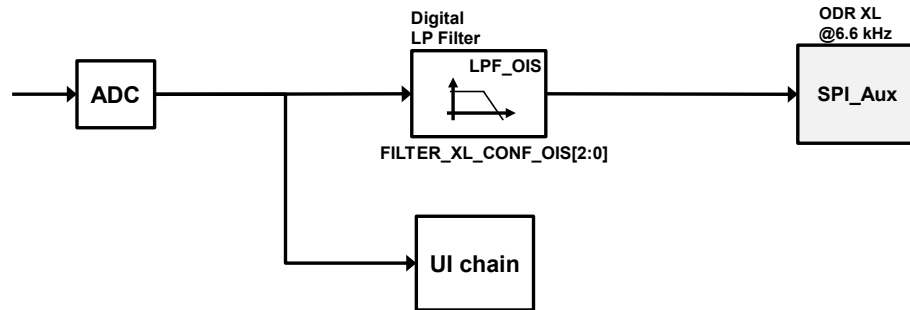 Digital
LP Filter
ODR XL
@6.6 kHz
ADC
LPF_OIS
SPI_Aux
FILTER_XL_CONF_OIS[2:0]
UI chain